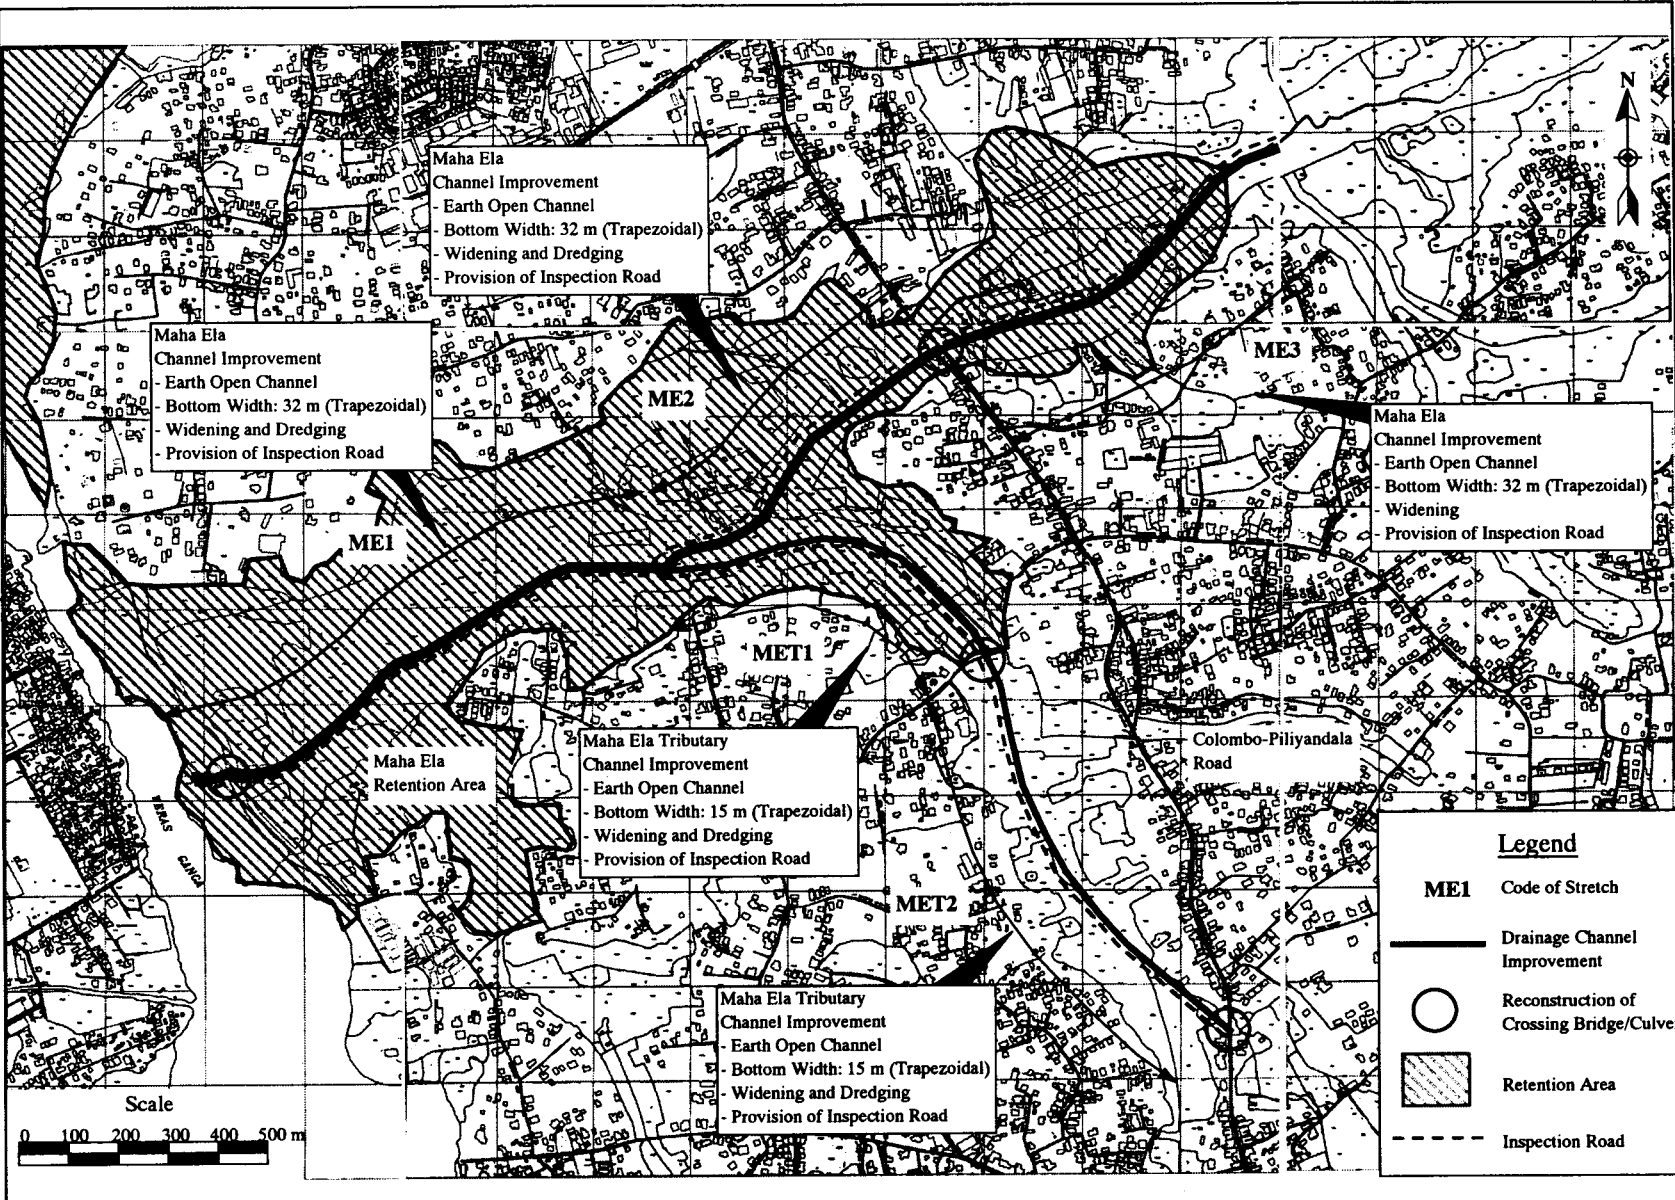 N
Maha Ela
Channel Improvement
- Earth Open Channel
- Bottom Width: 32 m (Trapezoidal)
- Widening and Dredging
- Provision of Inspection Road
Maha Ela
Channel Improvement
- Earth Open Channel
- Bottom Width: 32 m (Trapezoidal)
- Widening and Dredging
- Provision of Inspection Road
ME3
ME2
Maha Ela
Channel Improvement
- Earth Open Channel
- Bottom Width: 32 m (Trapezoidal)
- Widening
- Provision of Inspection Road
ME1
MET1
Maha Ela
Retention Area
Colombo-Piliyandala
Road
Maha Ela Tributary
Channel Improvement
- Earth Open Channel
- Bottom Width: 15 m (Trapezoidal)
- Widening and Dredging
- Provision of Inspection Road
WERAS
GANGA
MET2
Maha Ela Tributary
Channel Improvement
- Earth Open Channel
- Bottom Width: 15 m (Trapezoidal)
- Widening and Dredging
- Provision of Inspection Road
Legend
ME1 Code of Stretch
Drainage Channel
Improvement
Reconstruction of
Crossing Bridge/Culve
Retention Area
Inspection Road
Scale
0 100 200 300 400 500 m